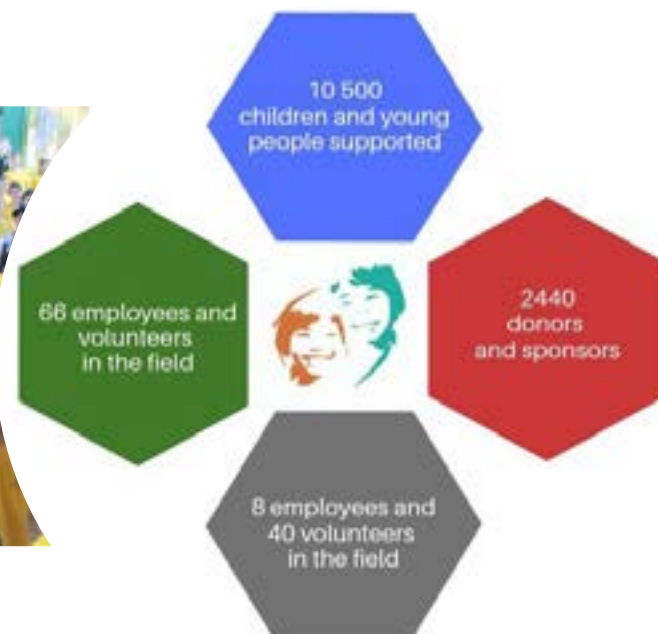 10 500
children and young
people supported
66 employees and
volunteers
in the field
2440
donors
and sponsors
8 employees and
40 volunteers
in the field